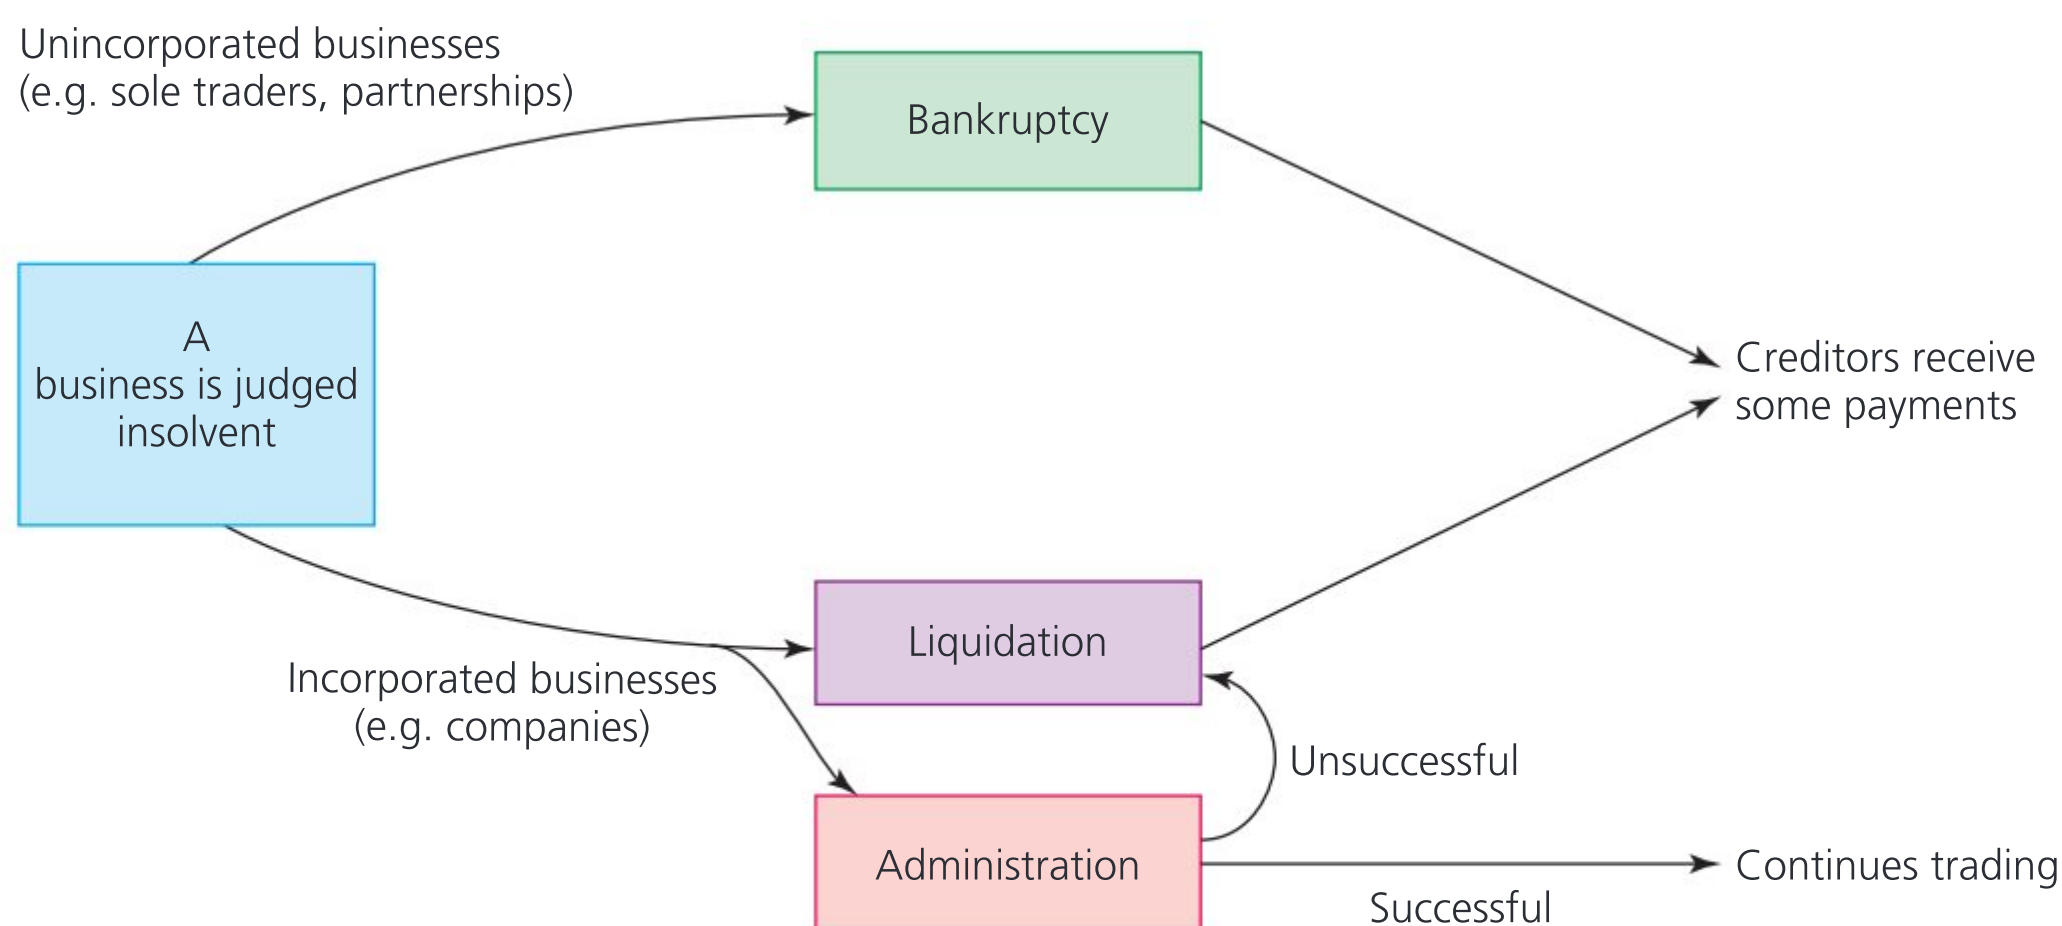 Unincorporated businesses
(e.g. sole traders, partnerships)
Bankruptcy
A
business is judged
insolvent
Creditors receive
some payments
Liquidation
Incorporated businesses
(e.g. companies)
Unsuccessful
Administration
Continues trading
Successful